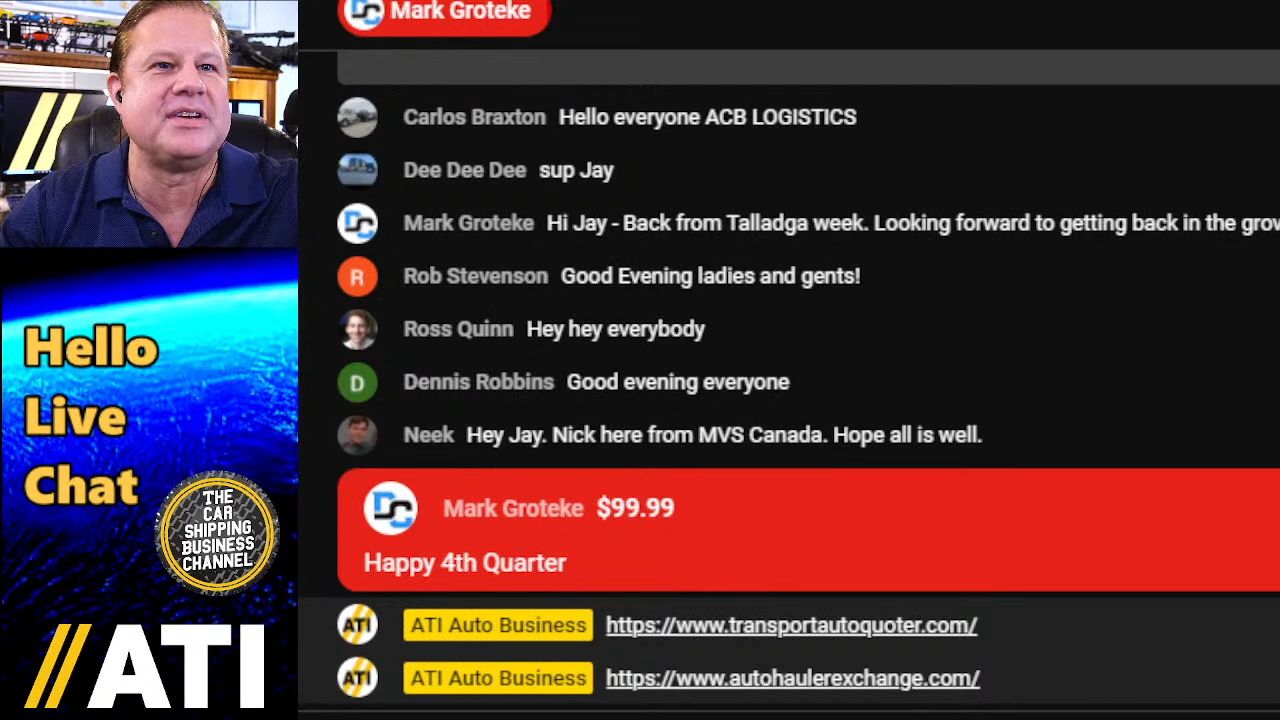 Mark Groteke
Carlos Braxton Hello everyone ACB LOGISTICS
Dee Dee Dee sup Jay
Mark Groteke Hi Jay - Back from Talladga week. Looking forward to getting back in the
Rob Stevenson Good Evening ladies and gents!
R
Ross Quinn Hey hey everybody
Dennis Robbins Good evening everyone
D
Neek Hey Jay. Nick here from MVS Canada. Hope all is well.
Mark Groteke $99.99
Happy 4th Quarter
ATI
ATI Auto Business https://www.transportautoquoter.com/
ATI
ATI Auto Business https://www.autohaulerexchange.com/
Hello
Live
Chat
THE
CAR
SHIPPING
BUSINESS
CHANNEL
//ATI